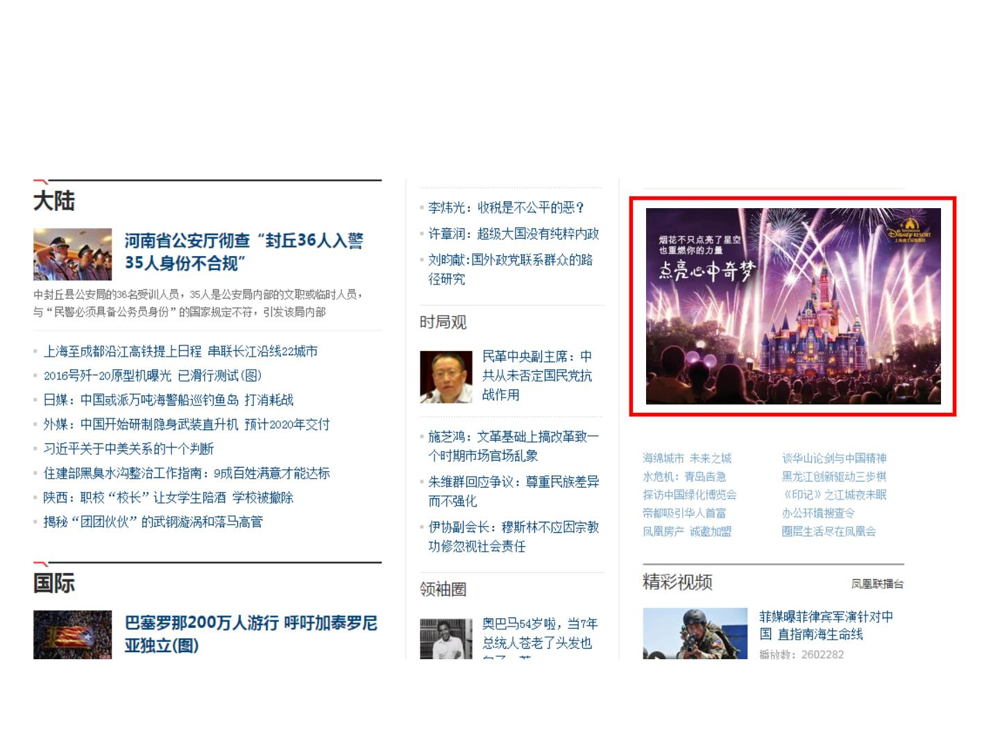 大陆
河南省公安厅彻查“封丘36人入警
35人身份不合规”
中封丘县公安局的36名受训人员，35人是公安局内部的文职或临时人员，
与“民警必须具备公务员身份”的国家规定不符，引发该局内部
上海至成都沿江高铁提上日程 串联长江沿线22城市
2016号歼-20原型机曝光 已滑行测试(图)
日媒：中国或派万吨海警船巡钓鱼岛 打消耗战
外媒：中国开始研制隐身武装直升机 预计2020年交付
习近平关于中美关系的十个判断
住建部黑臭水沟整治工作指南：9成百姓满意才能达标
陕西：职校“校长”让女学生陪酒 学校被撤除
揭秘“团团伙伙”的武钢漩涡和落马高管
国际
巴塞罗那200万人游行 呼吁加泰罗尼
亚独立(图)
李炜光：收税是不公平的恶？
许章润：超级大国没有纯粹内政
刘昀献:国外政党联系群众的路
径研究
时局观
民革中央副主席：中
共从未否定国民党抗
战作用
施芝鸿：文革基础上搞改革致一
个时期市场官场乱象
朱维群回应争议：尊重民族差异
而不强化
伊协副会长：穆斯林不应因宗教
功修忽视社会责任
领袖圈
奥巴马54岁啦，当7年
总统人苍老了头发也
烟花不只点亮了星空
也重燃你的力量
点亮心中奇梦
SHANGHAI
DISNEY RESORT
上海迪士尼度假区
海绵城市 未来之城
水危机：青岛告急
探访中国绿化博览会
帝都吸引华人首富
凤凰房产 诚邀加盟
谈华山论剑与中国精神
黑龙江创新驱动三步棋
《印记》之江城夜未眠
办公环境搜查令
圈层生活尽在凤凰会
精彩视频
凤凰联播台
菲媒曝菲律宾军演针对中
国 直指南海生命线
播放数：2602282